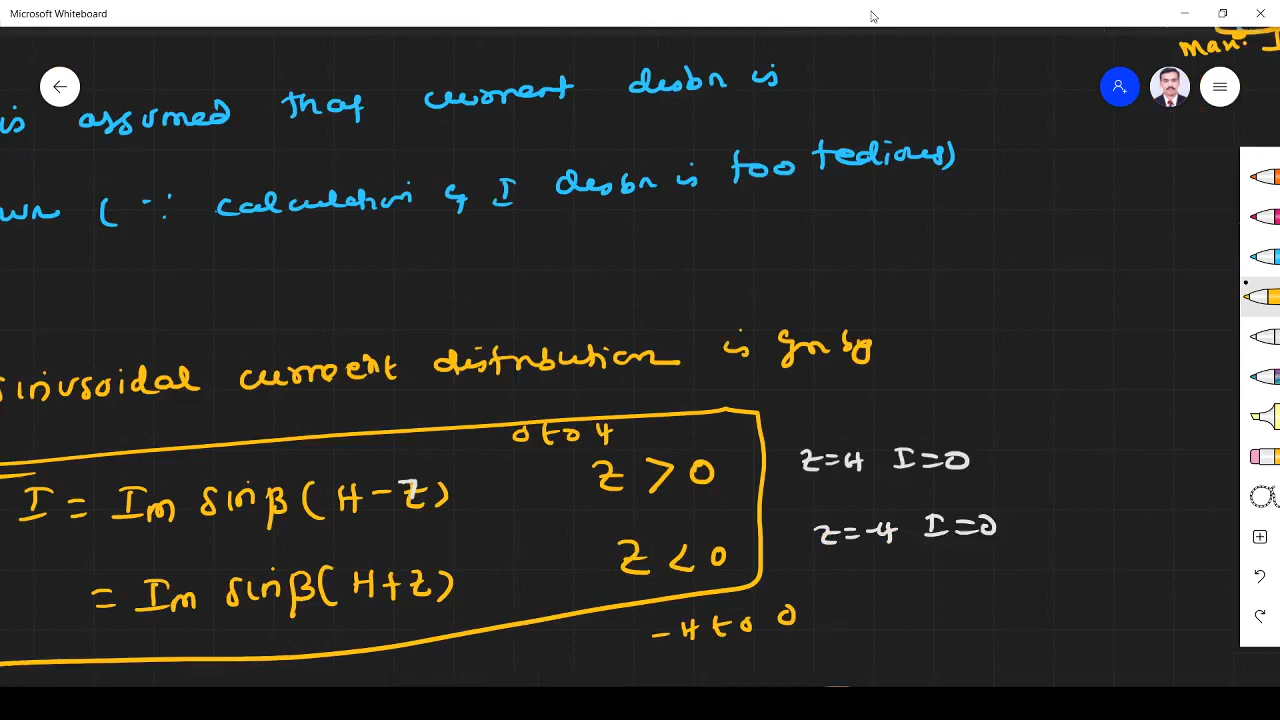 Microsoft Whiteboard
max. I
is assumed that current desbn is
wn (∵ calculation of I desbn is too tedious)
sinusoidal current distribution is gn by
0 to H
I = Im sinβ(H-Z) Z > 0
Z=H I=0
= Im sinβ(H+Z) Z < 0
Z=-H I=0
-H to 0